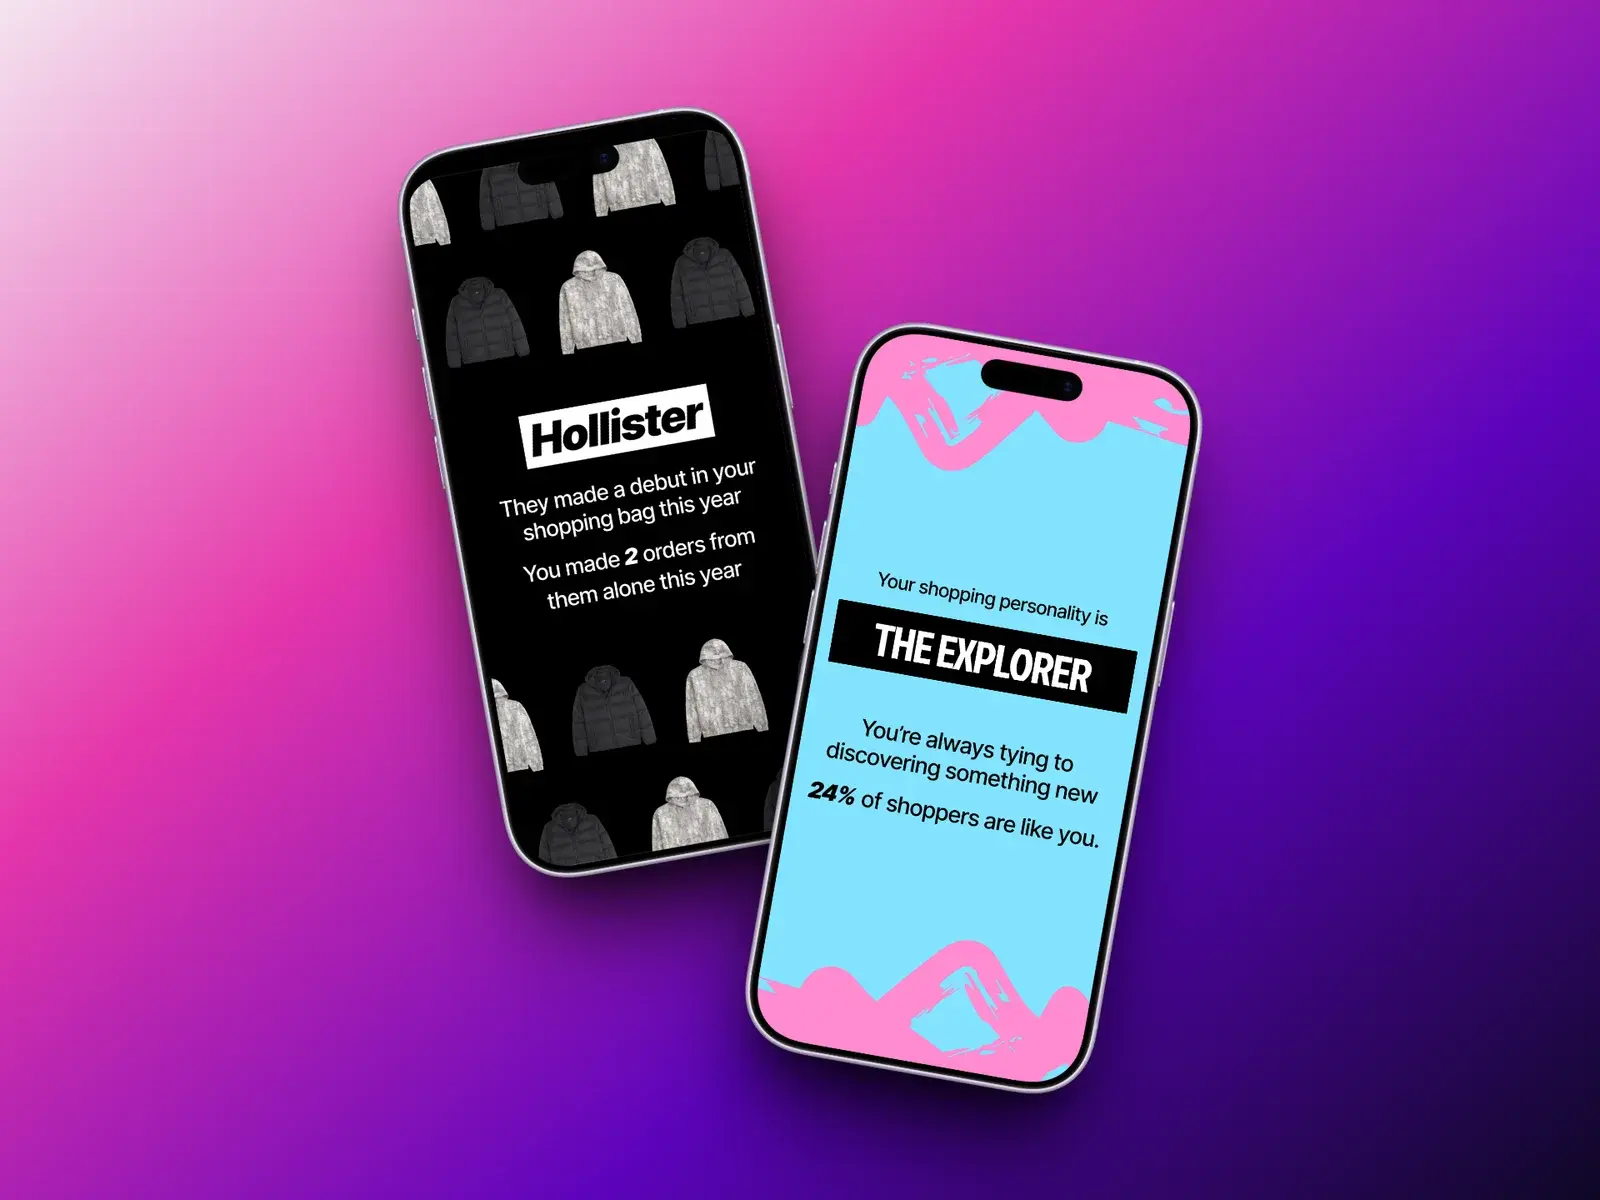 Hollister
They made a debut in your
shopping bag this year
You made 2 orders from
them alone this year
Your shopping personality is
THE EXPLORER
You're always tying to
discovering something new
24% of shoppers are like you.